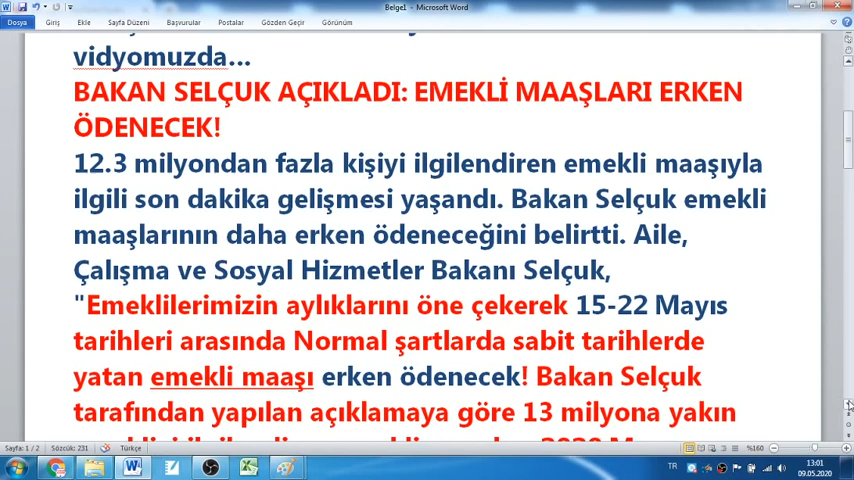 Belge1 - Microsoft Word
Dosya Giriş Ekle Sayfa Düzeni Başvurular Postalar Gözden Geçir Görünüm
vidyomuzda...
BAKAN SELÇUK AÇIKLADI: EMEKLİ MAAŞLARI ERKEN
ÖDENECEK!
12.3 milyondan fazla kişiyi ilgilendiren emekli maaşıyla
ilgili son dakika gelişmesi yaşandı. Bakan Selçuk emekli
maaşlarının daha erken ödeneceğini belirtti. Aile,
Çalışma ve Sosyal Hizmetler Bakanı Selçuk,
"Emeklilerimizin aylıklarını öne çekerek 15-22 Mayıs
tarihleri arasında Normal şartlarda sabit tarihlerde
yatan emekli maaşı erken ödenecek! Bakan Selçuk
tarafından yapılan açıklamaya göre 13 milyona yakın
Sayfa: 1 / 2 Sözcük: 231 Türkçe %160
TR 13:01
09.05.2020